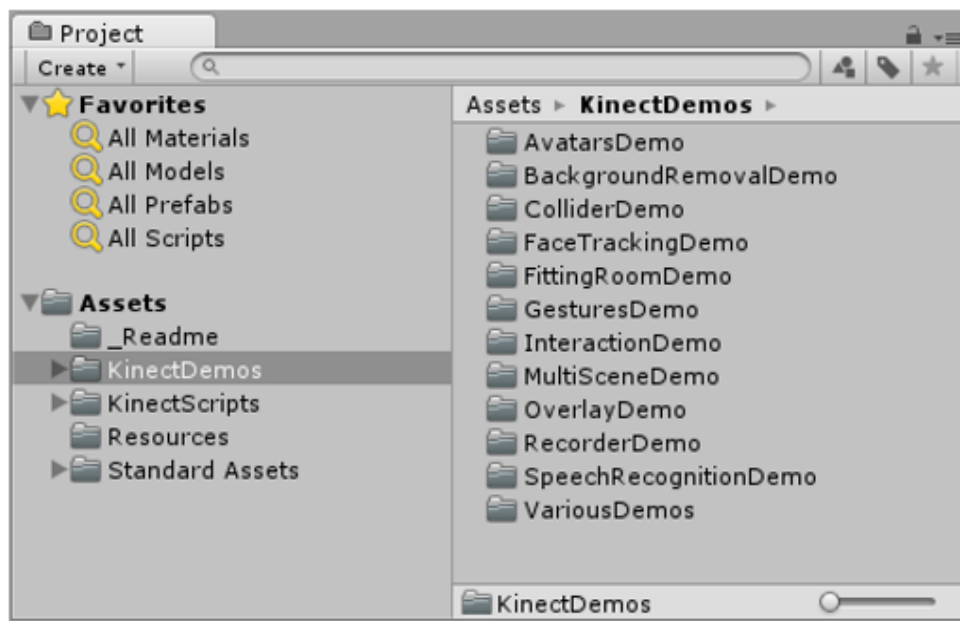 Project
Create
Favorites
All Materials
All Models
All Prefabs
All Scripts
Assets
_Readme
KinectDemos
KinectScripts
Resources
Standard Assets
Assets KinectDemos
AvatarsDemo
BackgroundRemovalDemo
ColliderDemo
FaceTrackingDemo
FittingRoomDemo
GesturesDemo
InteractionDemo
MultiSceneDemo
OverlayDemo
RecorderDemo
SpeechRecognitionDemo
VariousDemos
KinectDemos